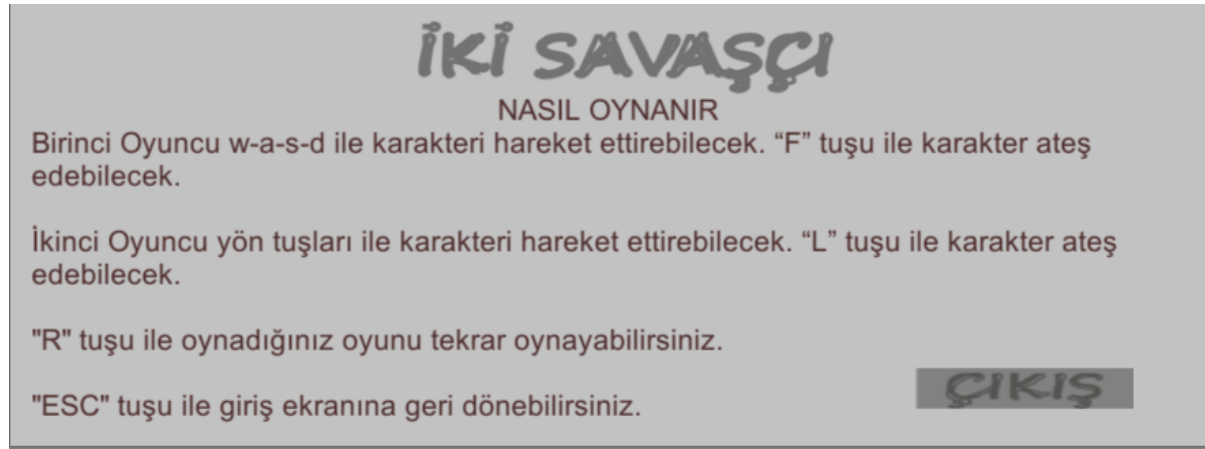 İKİ SAVAŞÇI
NASIL OYNANIR
Birinci Oyuncu w-a-s-d ile karakteri hareket ettirebilecek. “F” tuşu ile karakter ateş
edebilecek.
İkinci Oyuncu yön tuşları ile karakteri hareket ettirebilecek. “L” tuşu ile karakter ateş
edebilecek.
"R" tuşu ile oynadığınız oyunu tekrar oynayabilirsiniz.
"ESC" tuşu ile giriş ekranına geri dönebilirsiniz.
ÇIKIŞ